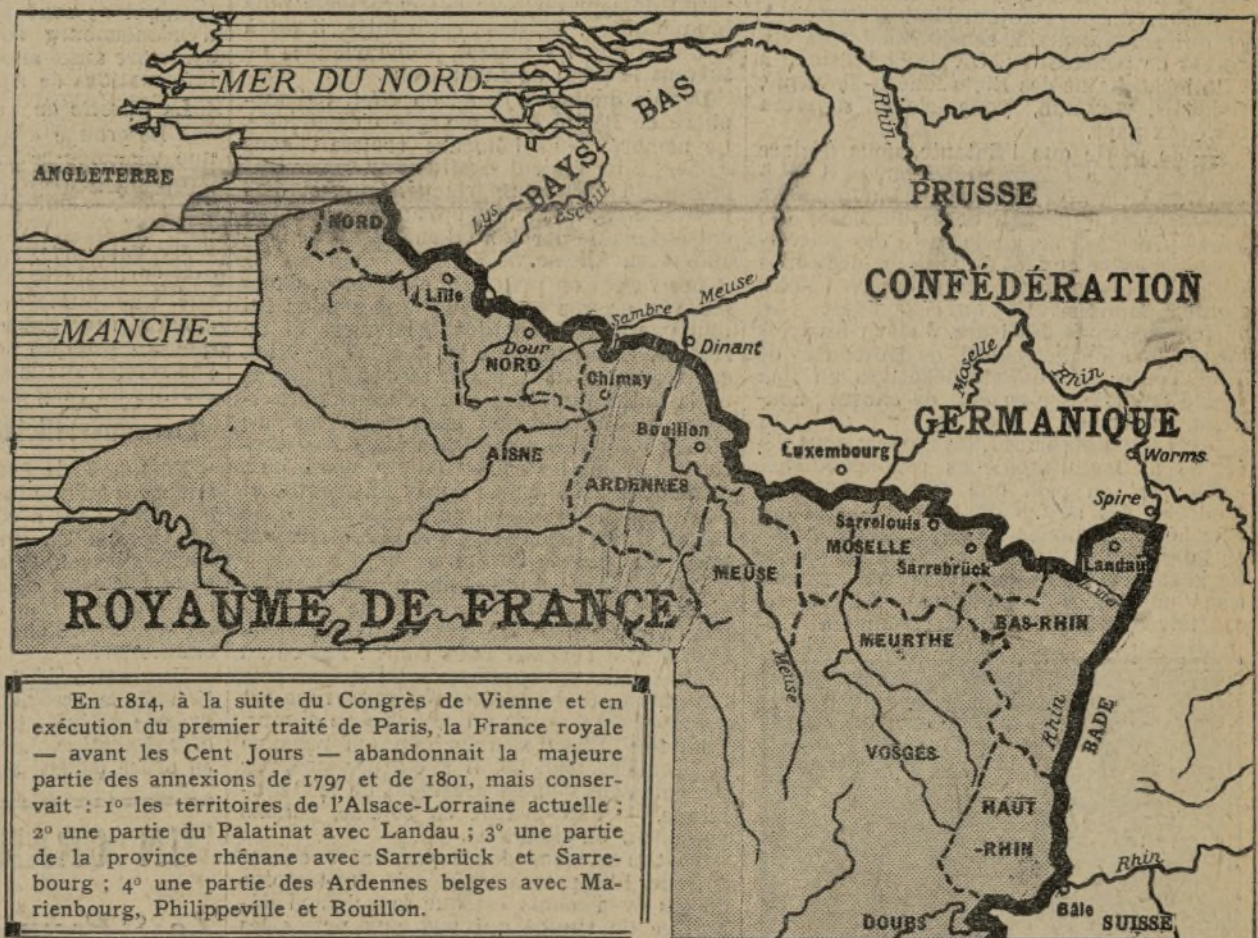 MER DU NORD
BAS
PAYS
Rhin
ANGLETERRE
PRUSSE
NORD
Lys
Escaut
CONFÉDÉRATION
Lille
Meuse
Sambre
MANCHE
Dour
Dinant
NORD
Moselle
Rhin
Chimay
GERMANIQUE
Bouillon
Luxembourg
Worms
AISNE
ARDENNES
Spire
Sarrelouis
MOSELLE
Sarrebrück
Landau
MEUSE
ROYAUME DE FRANCE
BAS-RHIN
MEURTHE
Meuse
Rhin
BADE
VOSGES
HAUT
-RHIN
Rhin
Bâle
DOUBS
SUISSE
En 1814, à la suite du Congrès de Vienne et en
exécution du premier traité de Paris, la France royale
— avant les Cent Jours — abandonnait la majeure
partie des annexions de 1797 et de 1801, mais conser-
vait : 1º les territoires de l'Alsace-Lorraine actuelle ;
2º une partie du Palatinat avec Landau ; 3º une partie
de la province rhénane avec Sarrebrück et Sarre-
bourg ; 4º une partie des Ardennes belges avec Ma-
rienbourg, Philippeville et Bouillon.